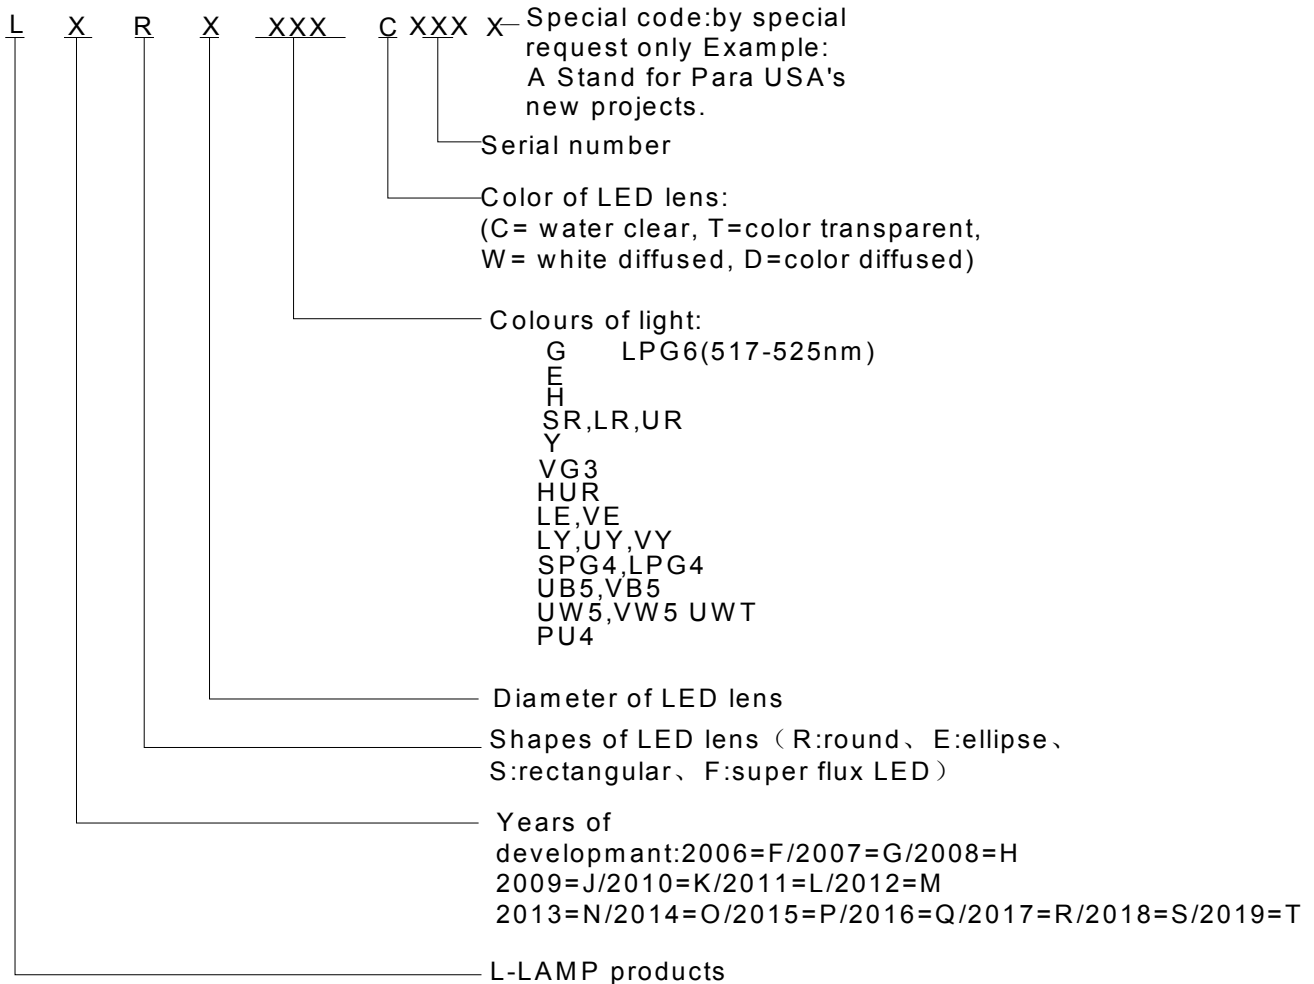 L X R X XXX C XXX X Special code:by special
request only Example:
A Stand for Para USA's
new projects.
Serial number
Color of LED lens:
(C= water clear, T=color transparent,
W= white diffused, D=color diffused)
Colours of light:
G LPG6(517-525nm)
E
H
SR,LR,UR
Y
VG3
HUR
LE,VE
LY,UY,VY
SPG4,LPG4
UB5,VB5
UW5,VW5 UWT
PU4
Diameter of LED lens
Shapes of LED lens（R:round、E:ellipse、
S:rectangular、F:super flux LED）
Years of
developmant:2006=F/2007=G/2008=H
2009=J/2010=K/2011=L/2012=M
2013=N/2014=O/2015=P/2016=Q/2017=R/2018=S/2019=T
L-LAMP products